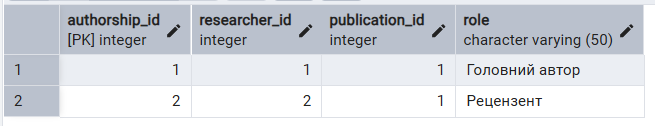 authorship_id researcher_id publication_id role
[PK] integer integer integer character varying (50)
1 1 1 1 Головний автор
2 2 2 1 Рецензент